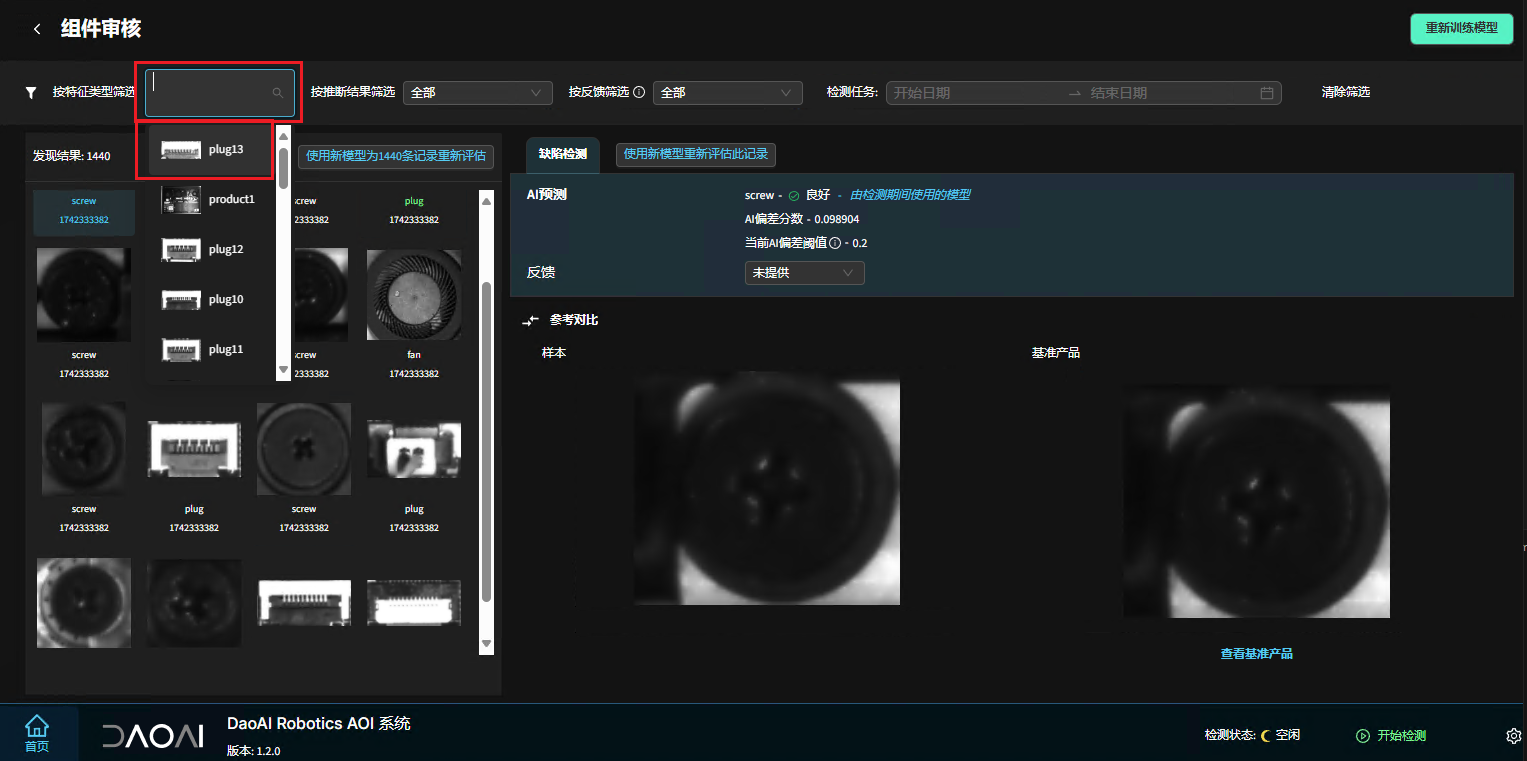 组件审核
重新训练模型
按特征类型筛选
按推断结果筛选
全部
按反馈筛选
全部
检测任务:
开始日期
结束日期
清除筛选
发现结果: 1440
使用新模型为1440条记录重新评估
plug13
product1
plug12
plug10
plug11
screw
1742333382
screw
2333382
plug
1742333382
screw
1742333382
screw
2333382
fan
1742333382
screw
1742333382
plug
1742333382
screw
1742333382
plug
1742333382
缺陷检测
使用新模型重新评估此记录
AI预测
screw - 良好 - 由检测期间使用的模型
AI偏差分数 - 0.098904
当前AI偏差阈值 - 0.2
反馈
未提供
参考对比
样本
基准产品
查看基准产品
首页
DAOAI
DaoAI Robotics AOI 系统
版本: 1.2.0
检测状态: 空闲
开始检测